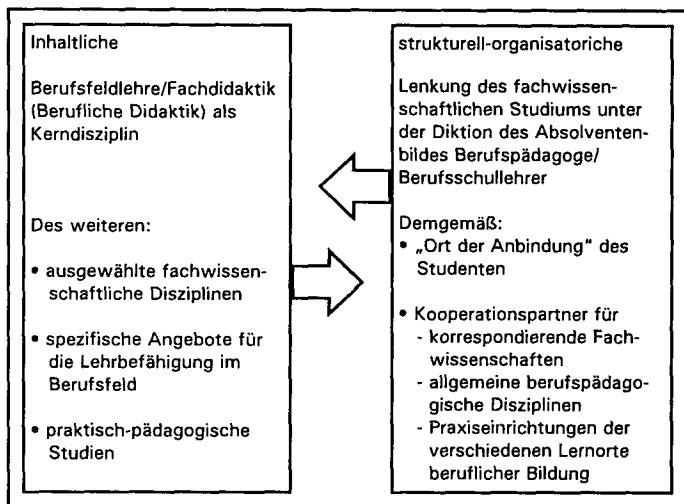 Inhaltliche
Berufsfeldlehre/Fachdidaktik
(Berufliche Didaktik) als
Kerndisziplin
Des weiteren:
• ausgewählte fachwissen-
schaftliche Disziplinen
• spezifische Angebote für
die Lehrbefähigung im
Berufsfeld
• praktisch-pädagogische
Studien
strukturell-organisatoriche
Lenkung des fachwissen-
schaftlichen Studiums unter
der Diktion des Absolventen-
bildes Berufspädagoge/
Berufsschullehrer
Demgemäß:
• „Ort der Anbindung" des
Studenten
• Kooperationspartner für
- korrespondierende Fach-
wissenschaften
- allgemeine berufspädago-
gische Disziplinen
- Praxiseinrichtungen der
verschiedenen Lernorte
beruflicher Bildung